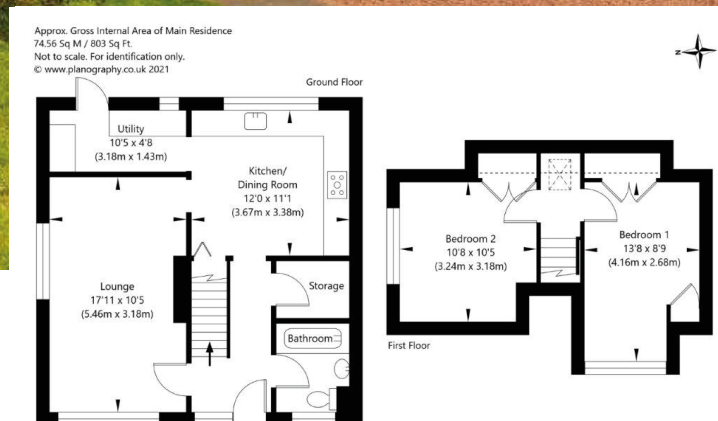 Approx. Gross Internal Area of Main Residence
74.56 Sq M / 803 Sq Ft.
Not to scale. For identification only.
© www.planography.co.uk 2021
N
Ground Floor
Utility
10'5 x 4'8
(3.18m x 1.43m)
Kitchen/
Dining Room
12'0 x 11'1
(3.67m x 3.38m)
Lounge
17'11 x 10'5
(5.46m x 3.18m)
Storage
Bathroom
Bedroom 2
10'8 x 10'5
(3.24m x 3.18m)
Bedroom 1
13'8 x 8'9
(4.16m x 2.68m)
First Floor